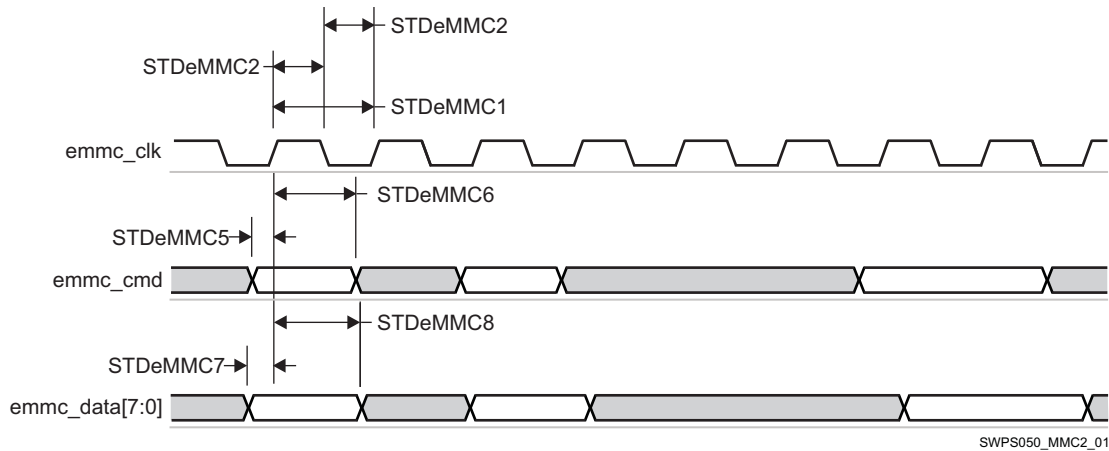 STDeMMC2
STDeMMC2
STDeMMC1
emmc_clk
STDeMMC6
STDeMMC5
emmc_cmd
STDeMMC8
STDeMMC7
emmc_data[7:0]
SWPS050_MMC2_01